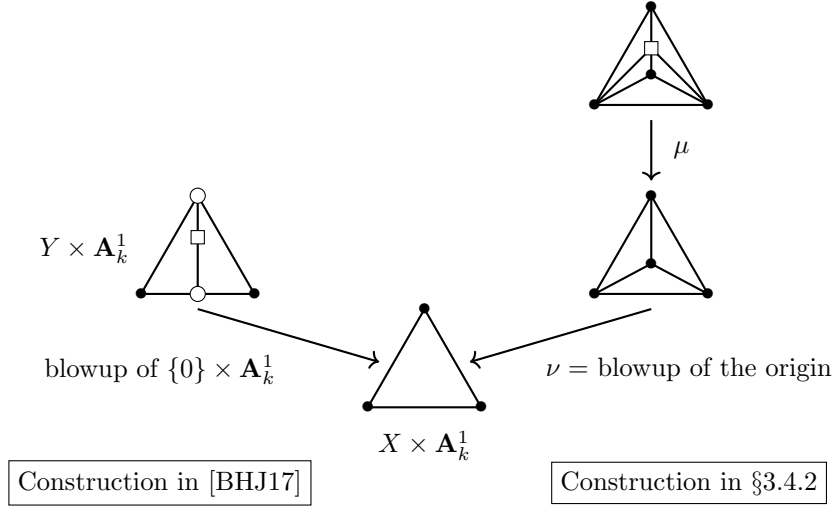 μ
Y × A¹ₖ
blowup of {0} × A¹ₖ
ν = blowup of the origin
X × A¹ₖ
Construction in [BHJ17]
Construction in §3.4.2